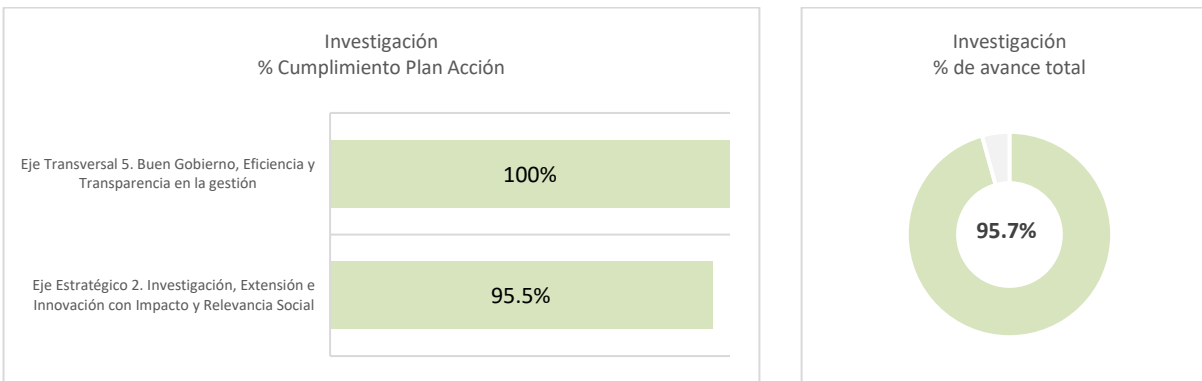 Investigación
% Cumplimiento Plan Acción
Eje Transversal 5. Buen Gobierno, Eficiencia y
Transparencia en la gestión
100%
Eje Estratégico 2. Investigación, Extensión e
Innovación con Impacto y Relevancia Social
95.5%
Investigación
% de avance total
95.7%